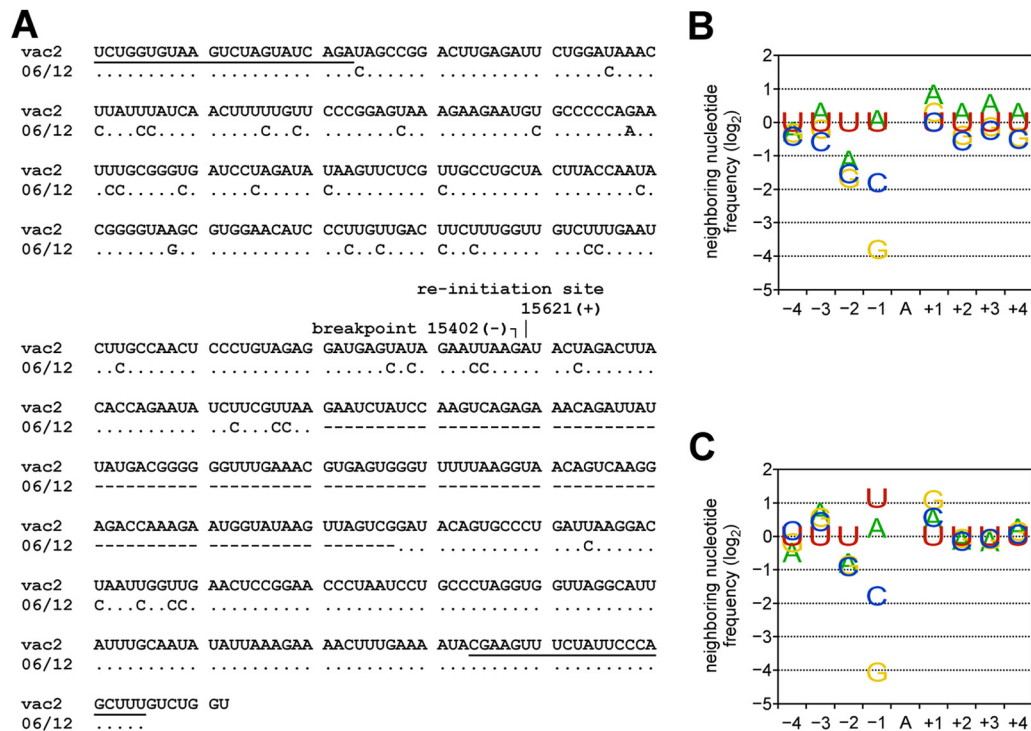 A
vac2 UCUGGUGUAA GUCUAGUAUC AGAUAGCCGG ACUUGAGAUU CUGGAUAAAC
06/12 .......... .......... .....C.... .......... .....C....
vac2 UUAUUUAUCA ACUUUUUGUU CCCGGAGUAA AGAAGAAUGU GCCCCCAGAA
06/12 C...CC.... .....C..C. .......C.. .........C .......A..
vac2 UUUGCGGGUG AUCCUAGAUA UAAGUUCUCG UUGCCUGCUA CUUACCAAUA
06/12 .CC.....C. ....C..... .C........ .......C.. ........C.
vac2 CGGGGUAAGC GUGGAACAUC CCUUGUUGAC UUCUUUGGUU GUCUUUGAAU
06/12 .......G.. .......... ..C..C.... .C..C..... ....CC....
re-initiation site
15621(+)
breakpoint 15402(-)
vac2 CUUGCCAACU CCCUGUAGAG GAUGAGUAUA GAAUUAAGAU ACUAGACUUA
06/12 ..C....... .......... ......C.C. ...CC..... ..C.......
vac2 CACCAGAAUA UCUUCGUUAA GAAUCUAUCC AAGUCAGAGA AACAGAUUAU
06/12 .......... ..C...CC.. ---------- ---------- ----------
vac2 UAUGACGGGG GGUUUGAAAC GUGAGUGGGU UUUUAAGGUA ACAGUCAAGG
06/12 ---------- ---------- ---------- ---------- ----------
vac2 AGACCAAAGA AUGGUAUAAG UUAGUCGGAU ACAGUGCCCU GAUUAAGGAC
06/12 ---------- ---------- -------... .......... ...C......
vac2 UAAUUGGUUG AACUCCGGAA CCCUAAUCCU GCCCUAGGUG GUUAGGCAUU
06/12 C...C..CC. .......... .......... .......... ..........
vac2 AUUUGCAAUA UAUUAAAGAA AACUUUGAAA AUACGAAGUU UCUAUUCCCA
06/12 .......... .......... .......... .......... ..........
vac2 GCUUUGUCUG GU
06/12 .....
B
neighboring nucleotide
frequency (log2)
2
1
0
−1
−2
−3
−4
−5
−4 −3 −2 −1 A +1 +2 +3 +4
C
neighboring nucleotide
frequency (log2)
2
1
0
−1
−2
−3
−4
−5
−4 −3 −2 −1 A +1 +2 +3 +4